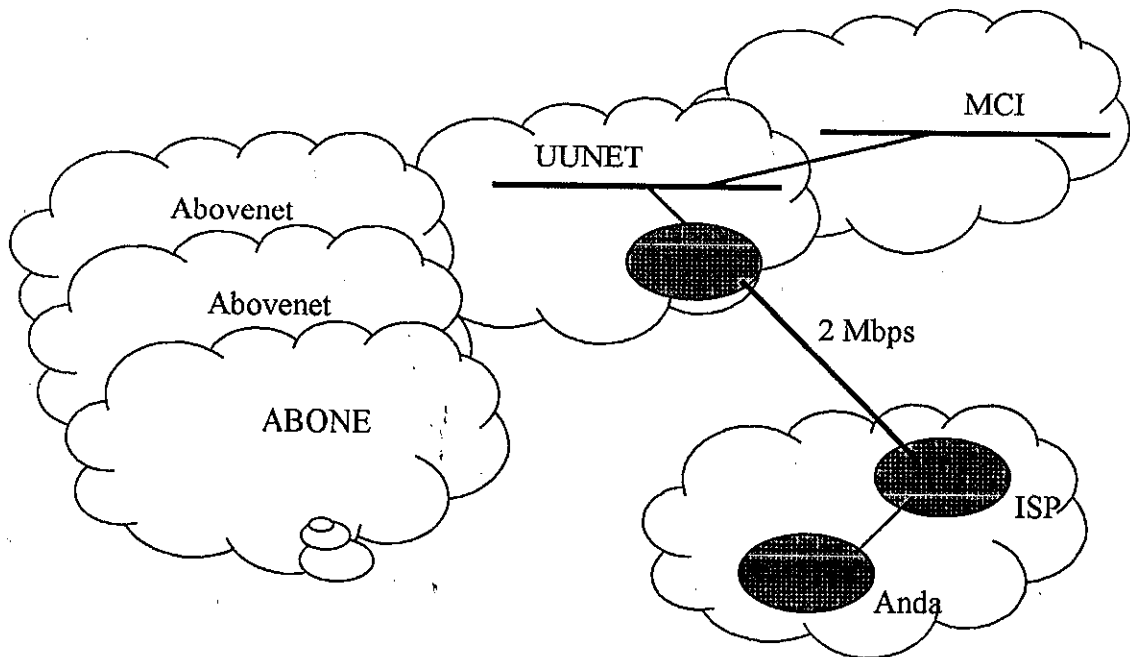 MCI
UUNET
Abovenet
Abovenet
2 Mbps
ABONE
ISP
Anda